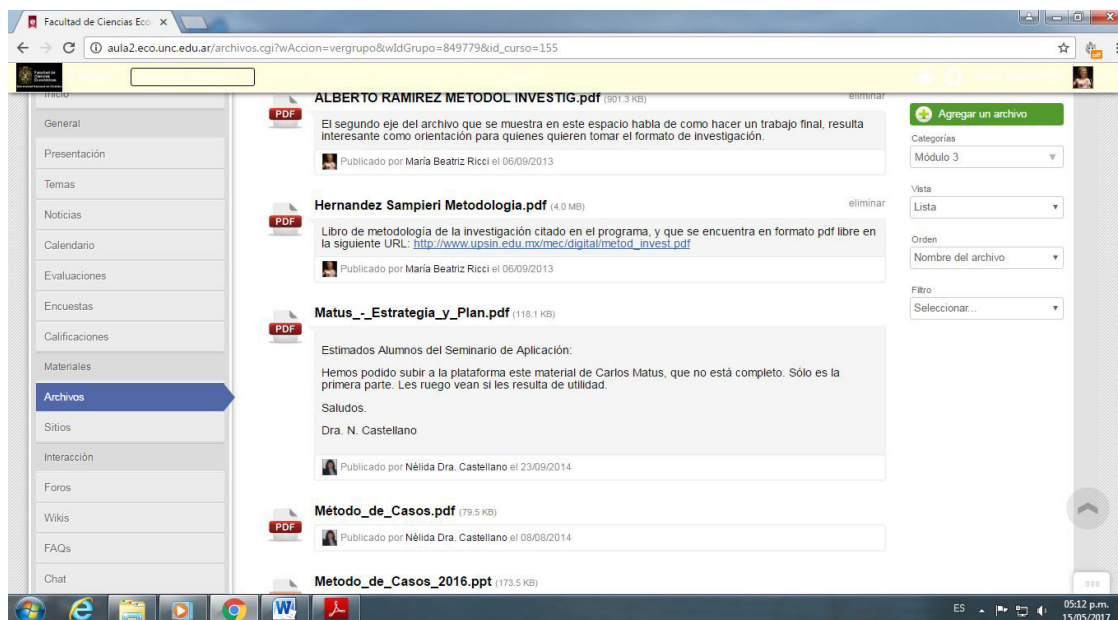 Facultad de Ciencias Eco
aula2.eco.unc.edu.ar/archivos.cgi?wAccion=vergrupo&wIdGrupo=849779&id_curso=155
off
Inicio
General
Presentación
Temas
Noticias
Calendario
Evaluaciones
Encuestas
Calificaciones
Materiales
Archivos
Sitios
Interacción
Foros
Wikis
FAQs
Chat
ALBERTO RAMIREZ METODOL INVESTIG.pdf (901.3 KB)
eliminar
PDF
El segundo eje del archivo que se muestra en este espacio habla de como hacer un trabajo final, resulta
interesante como orientación para quienes quieren tomar el formato de investigación.
Publicado por María Beatriz Ricci el 06/09/2013
Hernandez Sampieri Metodologia.pdf (4.0 MB)
eliminar
PDF
Libro de metodología de la investigación citado en el programa, y que se encuentra en formato pdf libre en
la siguiente URL: http://www.upsin.edu.mx/mec/digital/metod_invest.pdf
Publicado por María Beatriz Ricci el 06/09/2013
Matus_-_Estrategia_y_Plan.pdf (118.1 KB)
PDF
Estimados Alumnos del Seminario de Aplicación:
Hemos podido subir a la plataforma este material de Carlos Matus, que no está completo. Sólo es la
primera parte. Les ruego vean si les resulta de utilidad.
Saludos.
Dra. N. Castellano
Publicado por Nélida Dra. Castellano el 23/09/2014
Método_de_Casos.pdf (79.5 KB)
PDF
Publicado por Nélida Dra. Castellano el 08/08/2014
Metodo_de_Casos_2016.ppt (173.5 KB)
Agregar un archivo
Categorías
Módulo 3
Vista
Lista
Orden
Nombre del archivo
Filtro
Seleccionar...
ES
05:12 p.m.
15/05/2017